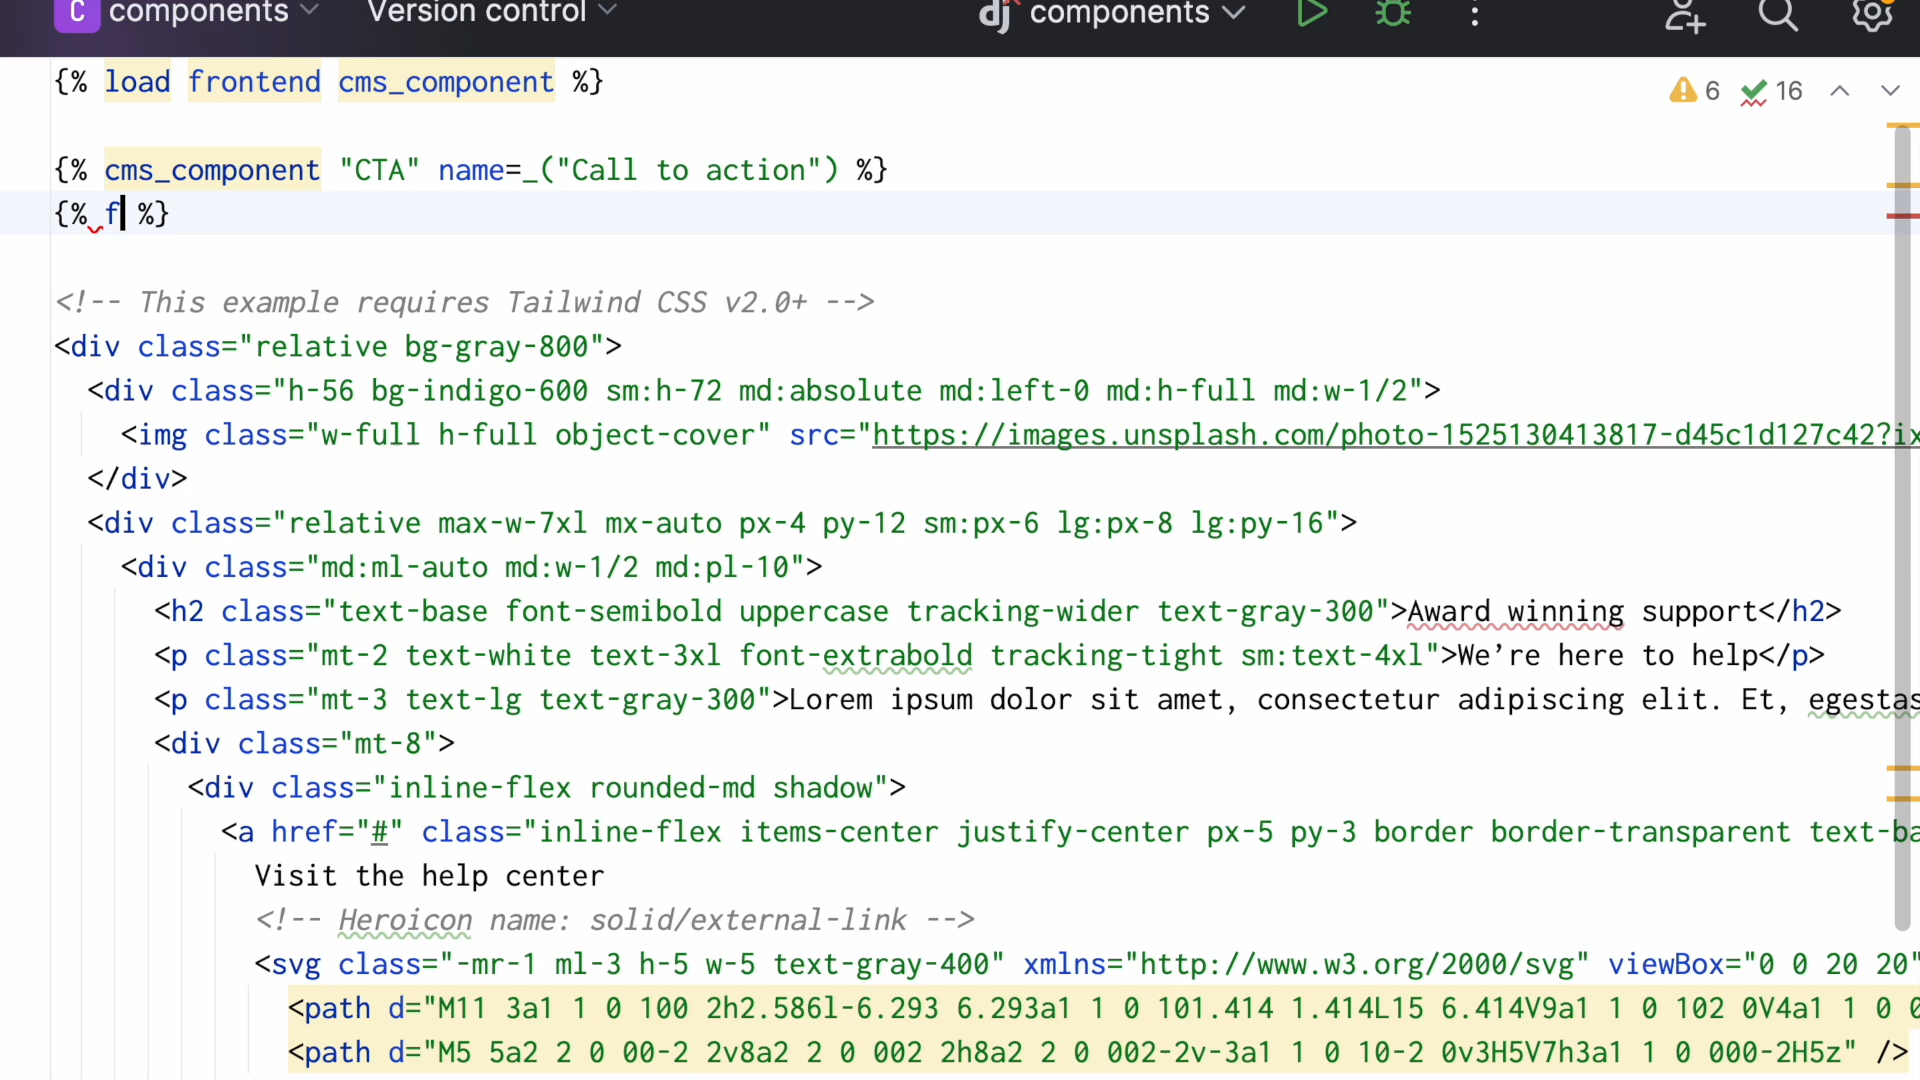 C components Version control dj components
{% load frontend cms_component %}
6 16
{% cms_component "CTA" name=_("Call to action") %}
{% f %}
<!-- This example requires Tailwind CSS v2.0+ -->
<div class="relative bg-gray-800">
<div class="h-56 bg-indigo-600 sm:h-72 md:absolute md:left-0 md:h-full md:w-1/2">
<img class="w-full h-full object-cover" src="https://images.unsplash.com/photo-1525130413817-d45c1d127c42?ix
</div>
<div class="relative max-w-7xl mx-auto px-4 py-12 sm:px-6 lg:px-8 lg:py-16">
<div class="md:ml-auto md:w-1/2 md:pl-10">
<h2 class="text-base font-semibold uppercase tracking-wider text-gray-300">Award winning support</h2>
<p class="mt-2 text-white text-3xl font-extrabold tracking-tight sm:text-4xl">We’re here to help</p>
<p class="mt-3 text-lg text-gray-300">Lorem ipsum dolor sit amet, consectetur adipiscing elit. Et, egestas
<div class="mt-8">
<div class="inline-flex rounded-md shadow">
<a href="#" class="inline-flex items-center justify-center px-5 py-3 border border-transparent text-ba
Visit the help center
<!-- Heroicon name: solid/external-link -->
<svg class="-mr-1 ml-3 h-5 w-5 text-gray-400" xmlns="http://www.w3.org/2000/svg" viewBox="0 0 20 20"
<path d="M11 3a1 1 0 100 2h2.586l-6.293 6.293a1 1 0 101.414 1.414L15 6.414V9a1 1 0 102 0V4a1 1 0 0
<path d="M5 5a2 2 0 00-2 2v8a2 2 0 002 2h8a2 2 0 002-2v-3a1 1 0 10-2 0v3H5V7h3a1 1 0 000-2H5z" />